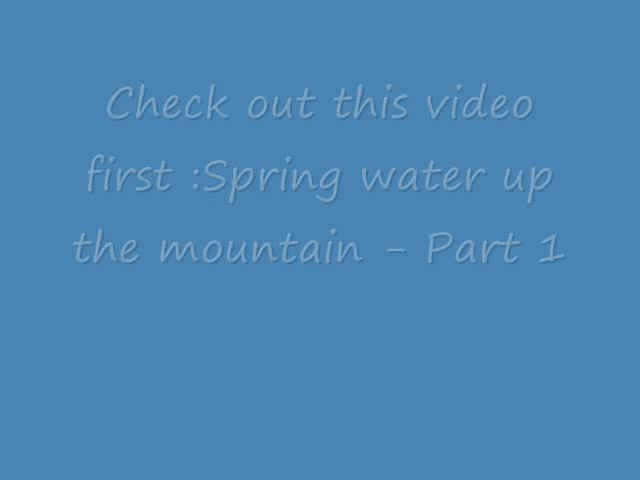 Check out this video
first :Spring water up
the mountain - Part 1